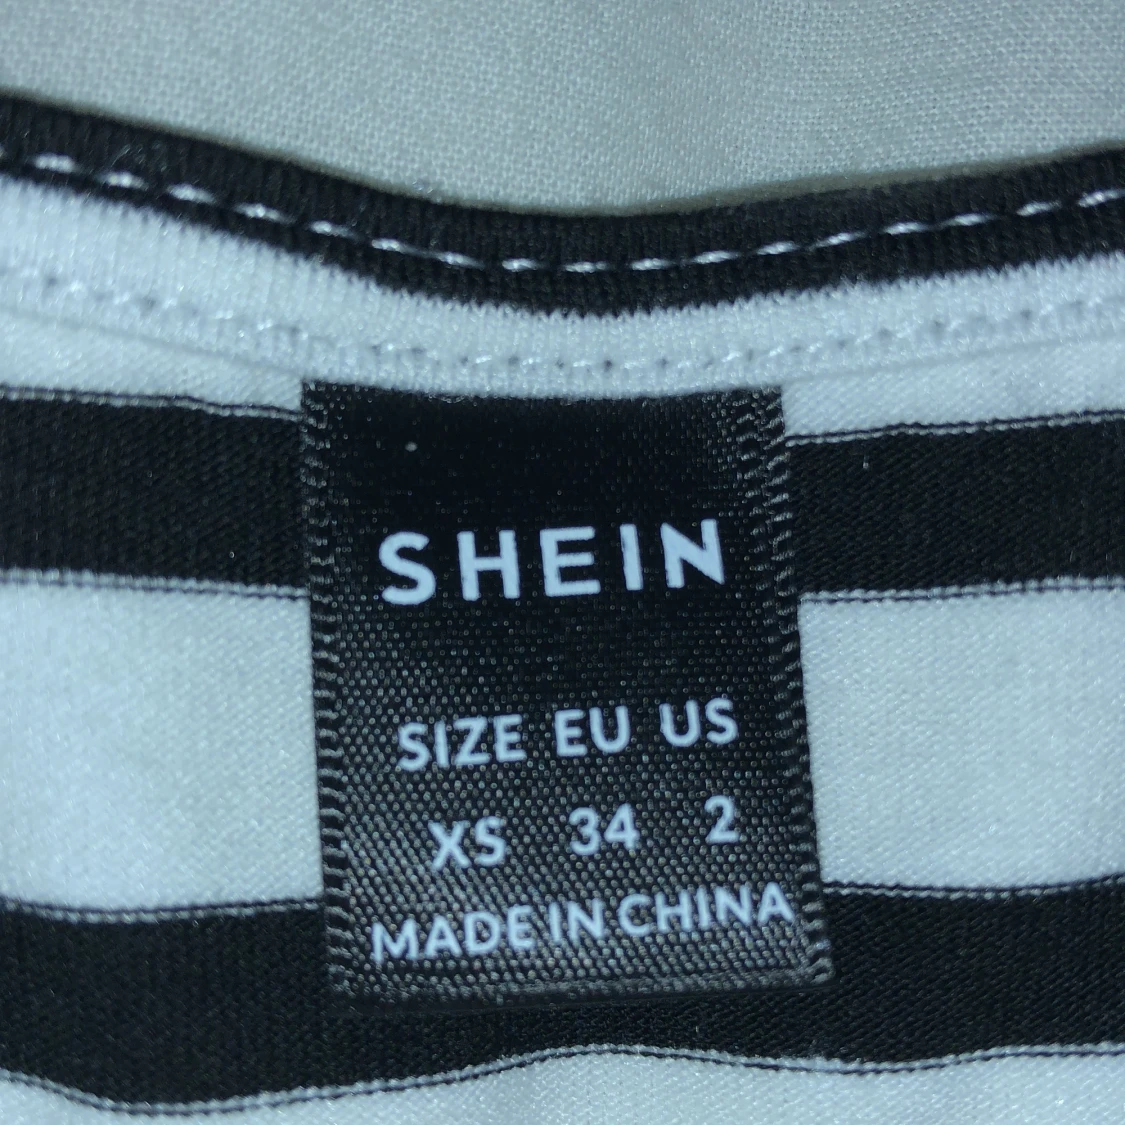 SHEIN
SIZE EU US
XS 34 2
MADE IN CHINA